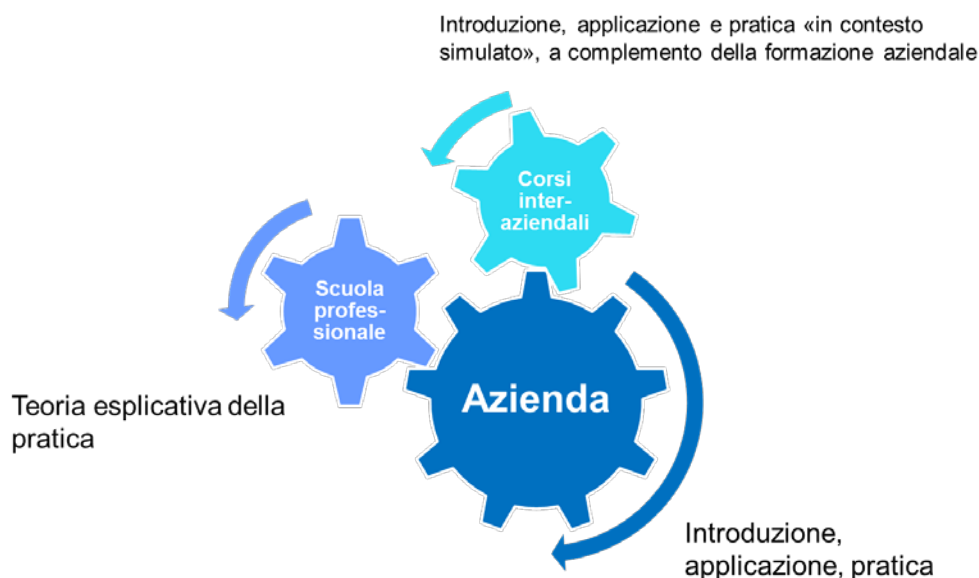 Introduzione, applicazione e pratica «in contesto
simulato», a complemento della formazione aziendale
Corsi
inter-
aziendali
Scuola
profes-
sionale
Azienda
Teoria esplicativa della
pratica
Introduzione,
applicazione, pratica